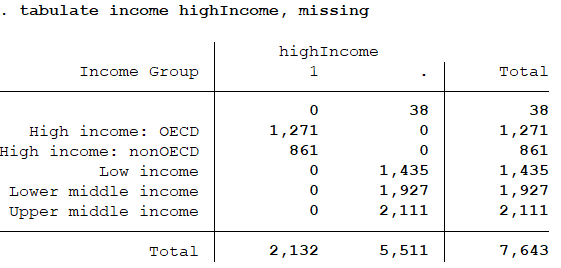 . tabulate income highIncome, missing
highIncome
Income Group 1 . Total
0 38 38
High income: OECD 1,271 0 1,271
High income: nonOECD 861 0 861
Low income 0 1,435 1,435
Lower middle income 0 1,927 1,927
Upper middle income 0 2,111 2,111
Total 2,132 5,511 7,643